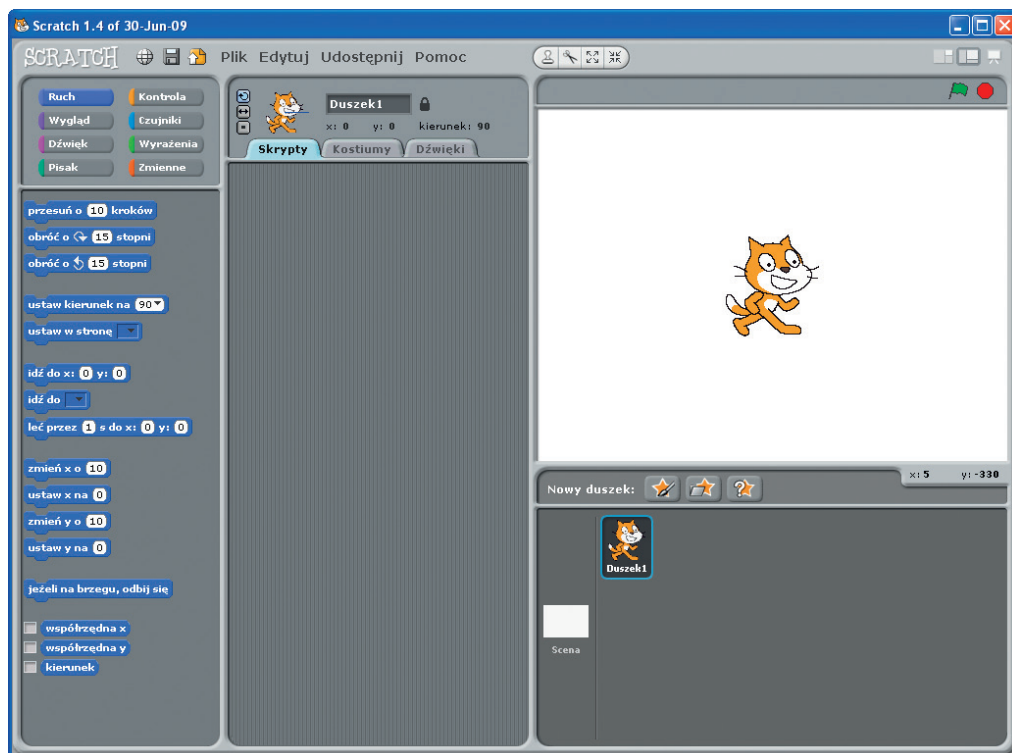 Scratch 1.4 of 30-Jun-09
SCRATCH Plik Edytuj Udostępnij Pomoc
Ruch Kontrola
Wygląd Czujniki
Dźwięk Wyrażenia
Pisak Zmienne
Duszek1
x: 0 y: 0 kierunek: 90
Skrypty Kostiumy Dźwięki
przesuń o 10 kroków
obróć o 15 stopni
obróć o 15 stopni
ustaw kierunek na 90
ustaw w stronę
idź do x: 0 y: 0
idź do
leć przez 1 s do x: 0 y: 0
zmień x o 10
ustaw x na 0
zmień y o 10
ustaw y na 0
jeżeli na brzegu, odbij się
współrzędna x
współrzędna y
kierunek
x: 5 y: -330
Nowy duszek:
Duszek1
Scena